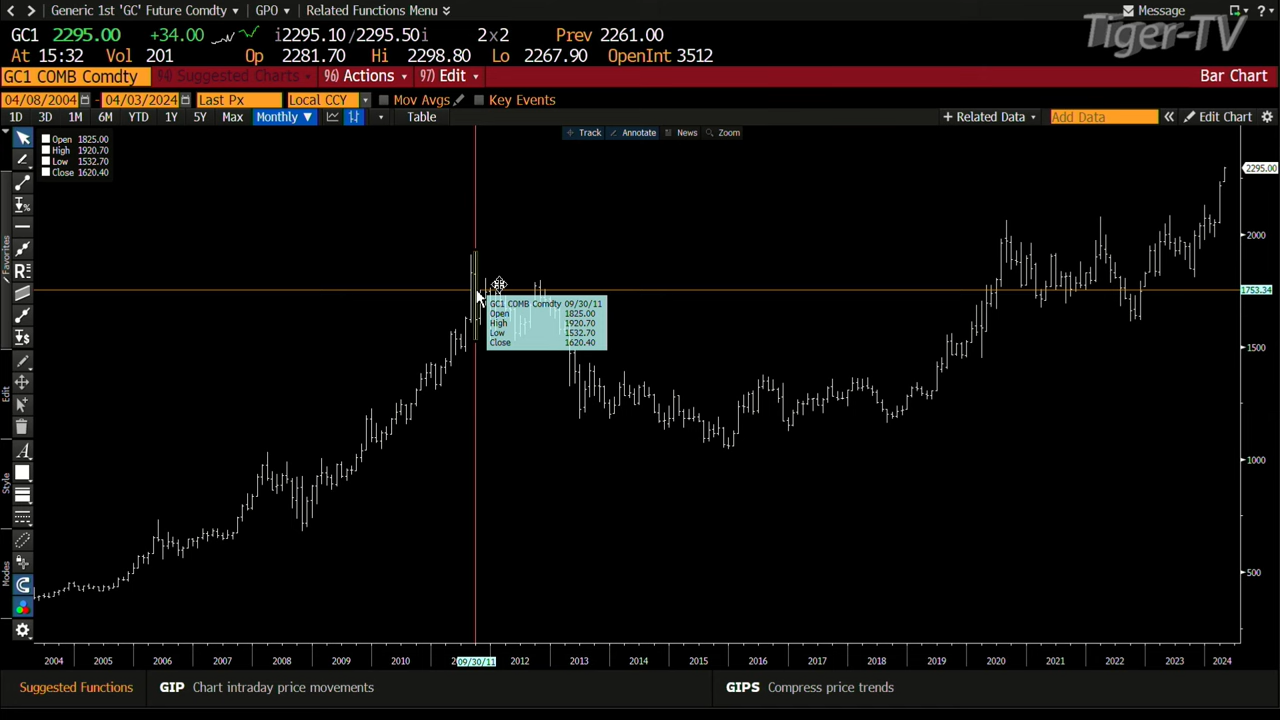 Generic 1st 'GC' Future Comdty GPO Related Functions Menu Message
Tiger-TV
GC1 2295.00 +34.00 i2295.10/2295.50i 2x2 Prev 2261.00
At 15:32 Vol 201 Op 2281.70 Hi 2298.80 Lo 2267.90 OpenInt 3512
GC1 COMB Comdty 94) Suggested Charts 96) Actions 97) Edit Bar Chart
04/08/2004 - 04/03/2024 Last Px Local CCY Mov Avgs Key Events
1D 3D 1M 6M YTD 1Y 5Y Max Monthly ▼ Table + Related Data Add Data « Edit Chart
Track Annotate News Zoom
Open 1825.00
High 1920.70
Low 1532.70
Close 1620.40
2295.00
2000
1753.34
1500
1000
500
GC1 COMB Comdty 09/30/11
Open 1825.00
High 1920.70
Low 1532.70
Close 1620.40
Favorites
Edit
Style
Modes
2004 2005 2006 2007 2008 2009 2010 09/30/11 2012 2013 2014 2015 2016 2017 2018 2019 2020 2021 2022 2023 2024
Suggested Functions GIP Chart intraday price movements GIPS Compress price trends